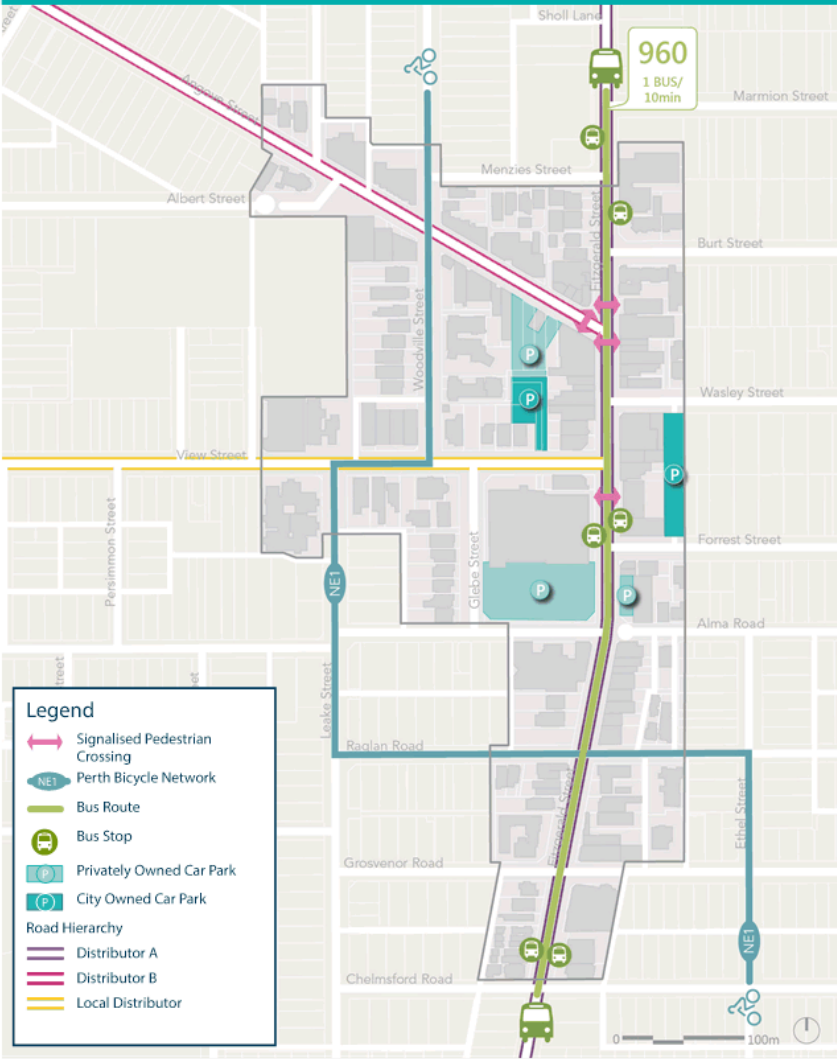 Sholl Lane
960
1 BUS/
10min
Marmion Street
Angove Street
Menzies Street
Albert Street
Fitzgerald Street
Burt Street
Woodville Street
P
Wasley Street
P
View Street
P
Persimmon Street
Glebe Street
Forrest Street
NE1
P
P
Alma Road
Leake Street
Raglan Road
Fitzgerald Street
Ethel Street
Grosvenor Road
NE1
Chelmsford Road
0
100m
Legend
Signalised Pedestrian
Crossing
NE1
Perth Bicycle Network
Bus Route
Bus Stop
P
Privately Owned Car Park
P
City Owned Car Park
Road Hierarchy
Distributor A
Distributor B
Local Distributor